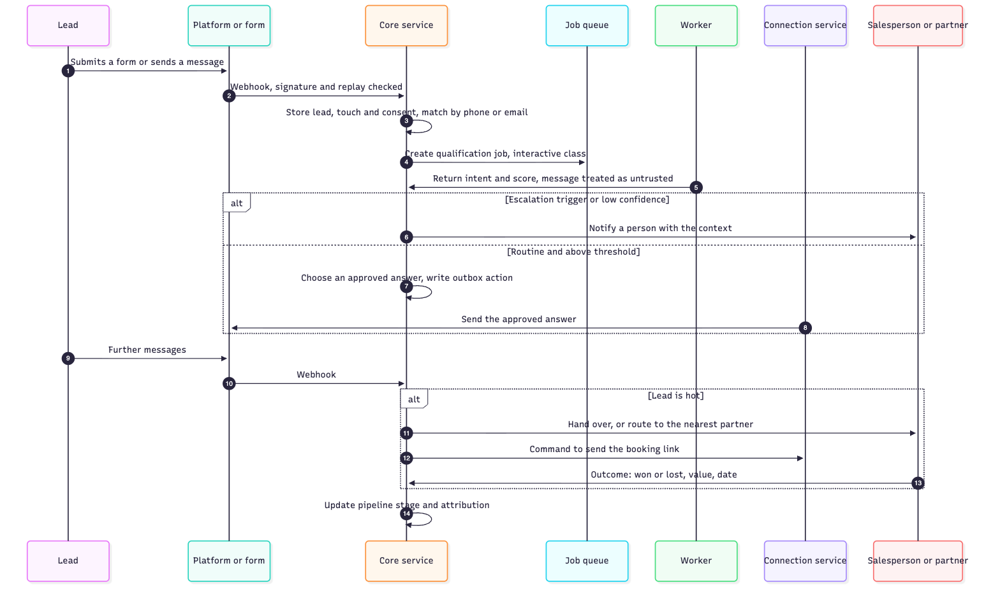 Lead
Platform or form
Core service
Job queue
Worker
Connection service
Salesperson or partner
Submits a form or sends a message
1
Webhook, signature and replay checked
2
Store lead, touch and consent, match by phone or email
3
Create qualification job, interactive class
4
Return intent and score, message treated as untrusted
5
alt
[Escalation trigger or low confidence]
Notify a person with the context
6
[Routine and above threshold]
Choose an approved answer, write outbox action
7
Send the approved answer
8
Further messages
9
Webhook
10
alt
[Lead is hot]
Hand over, or route to the nearest partner
11
Command to send the booking link
12
Outcome: won or lost, value, date
13
Update pipeline stage and attribution
14
Lead
Platform or form
Core service
Job queue
Worker
Connection service
Salesperson or partner